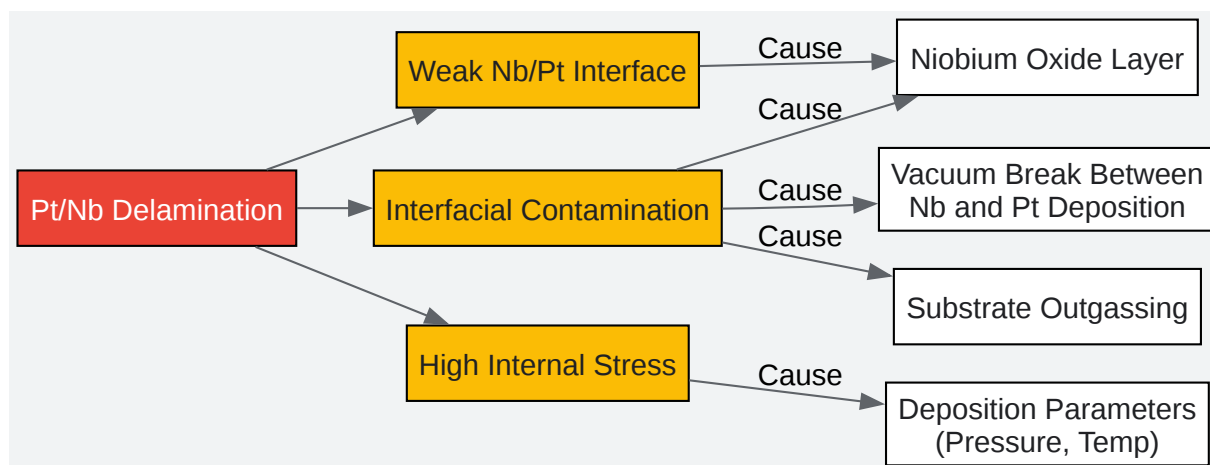 Weak Nb/Pt Interface
Cause
Niobium Oxide Layer
Cause
Pt/Nb Delamination
Interfacial Contamination
Cause
Vacuum Break Between
Nb and Pt Deposition
Cause
Substrate Outgassing
High Internal Stress
Cause
Deposition Parameters
(Pressure, Temp)